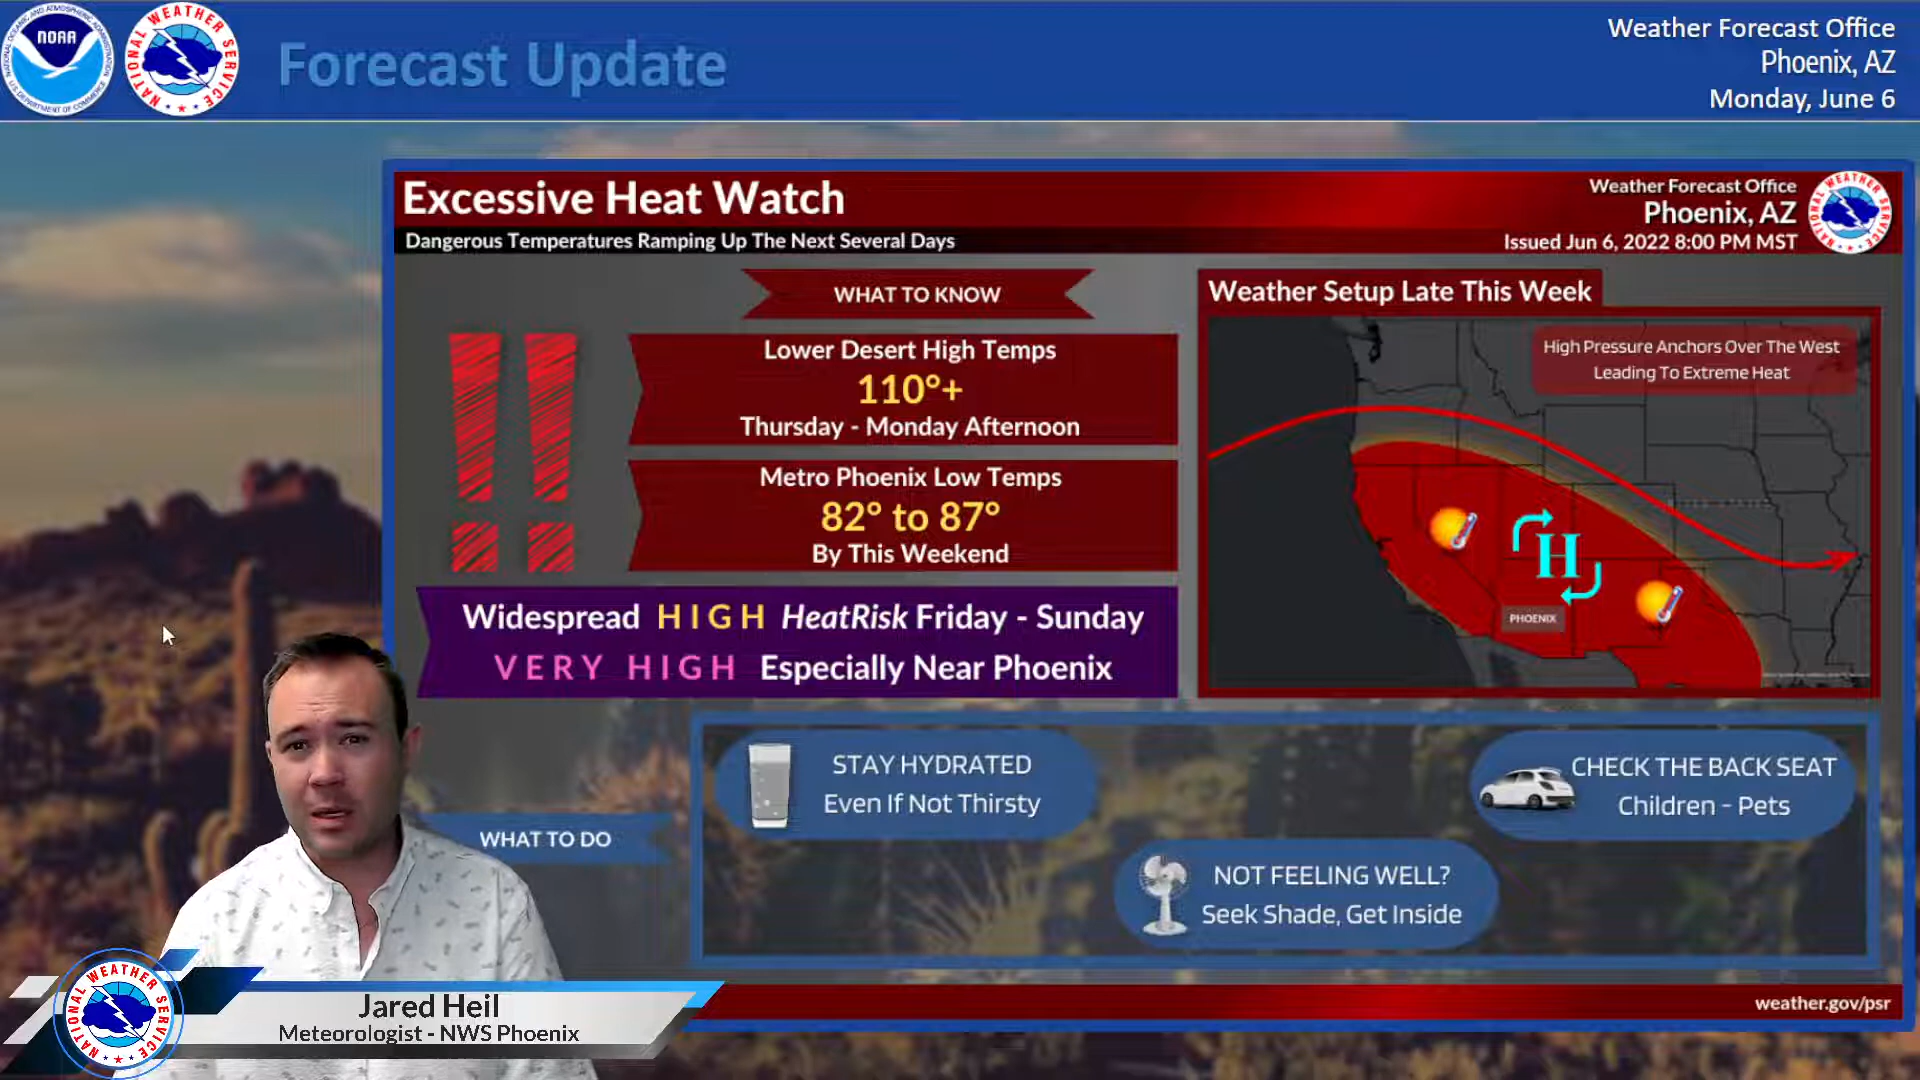 NOAA
NATIONAL WEATHER SERVICE
Forecast Update
Weather Forecast Office
Phoenix, AZ
Monday, June 6
Excessive Heat Watch
Dangerous Temperatures Ramping Up The Next Several Days
Weather Forecast Office
Phoenix, AZ
Issued Jun 6, 2022 8:00 PM MST
NATIONAL WEATHER SERVICE
WHAT TO KNOW
Lower Desert High Temps
110°+
Thursday - Monday Afternoon
Metro Phoenix Low Temps
82° to 87°
By This Weekend
Widespread HIGH HeatRisk Friday - Sunday
VERY HIGH Especially Near Phoenix
Weather Setup Late This Week
High Pressure Anchors Over The West
Leading To Extreme Heat
H
PHOENIX
WHAT TO DO
STAY HYDRATED
Even If Not Thirsty
CHECK THE BACK SEAT
Children - Pets
NOT FEELING WELL?
Seek Shade, Get Inside
NATIONAL WEATHER SERVICE
Jared Heil
Meteorologist - NWS Phoenix
weather.gov/psr